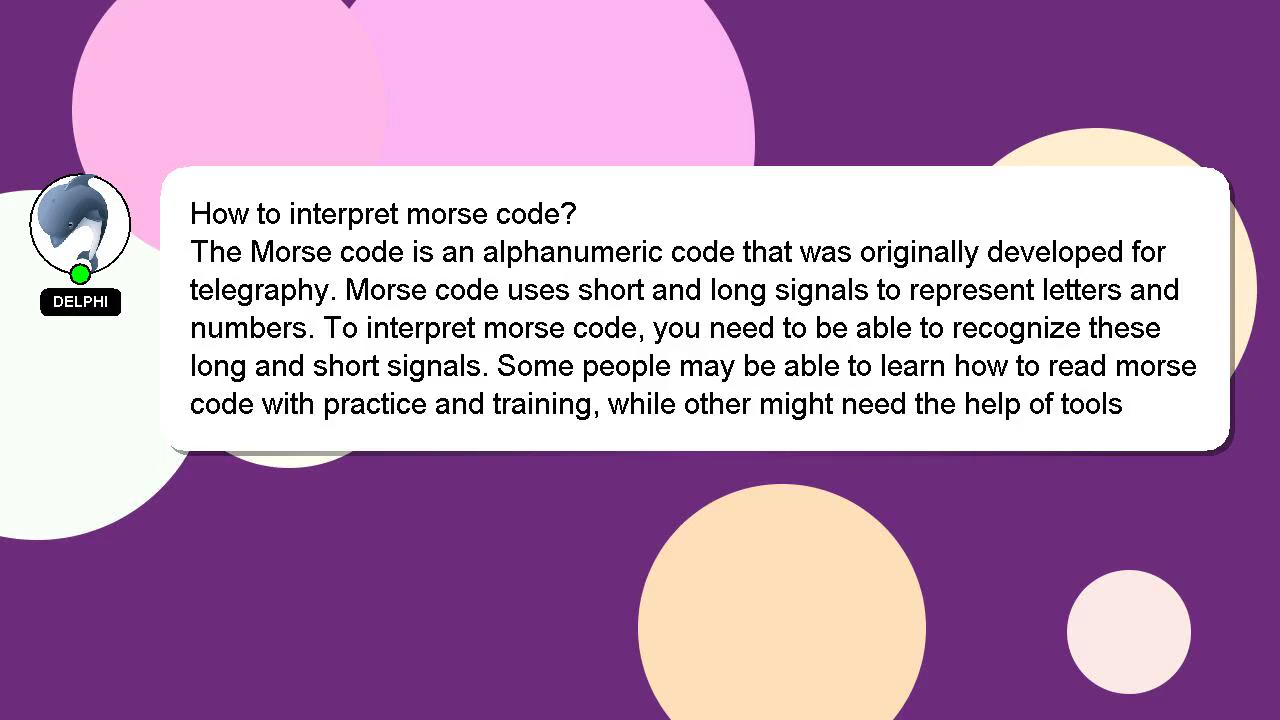 How to interpret morse code?
The Morse code is an alphanumeric code that was originally developed for
telegraphy. Morse code uses short and long signals to represent letters and
numbers. To interpret morse code, you need to be able to recognize these
long and short signals. Some people may be able to learn how to read morse
code with practice and training, while other might need the help of tools
DELPHI